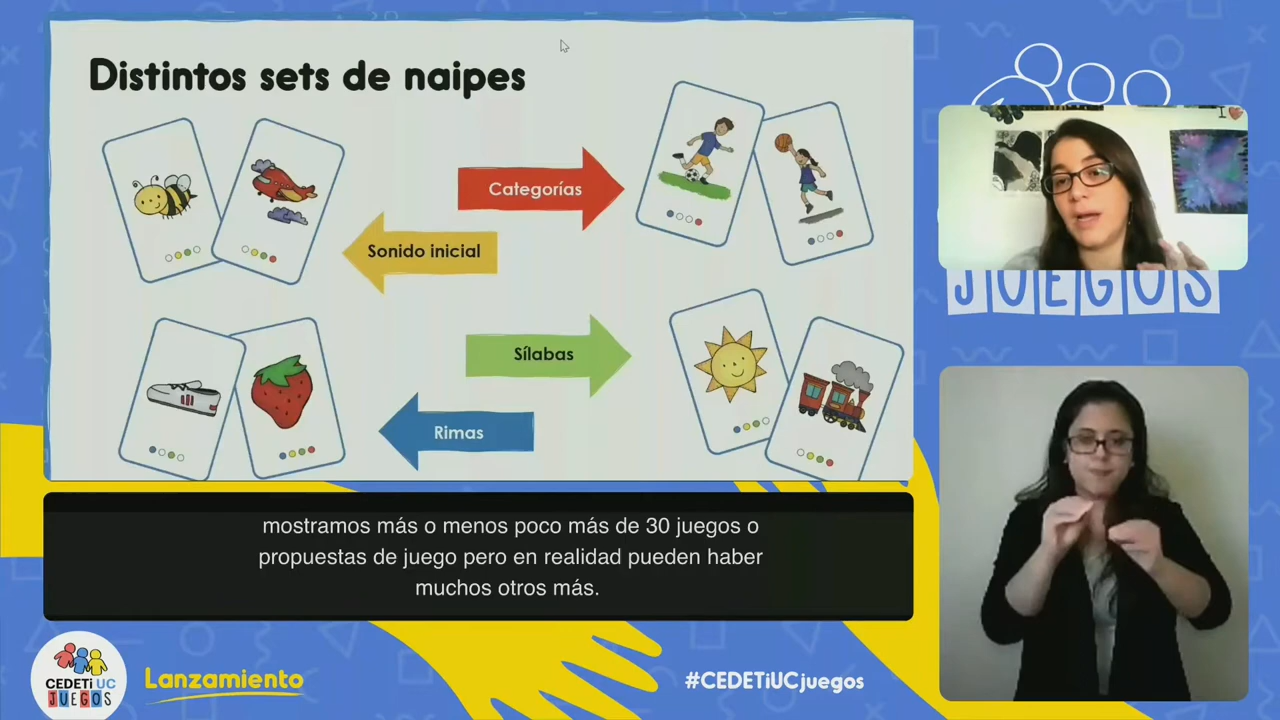 Distintos sets de naipes
Categorías
Sonido inicial
Sílabas
Rimas
I
JUEGOS
mostramos más o menos poco más de 30 juegos o
propuestas de juego pero en realidad pueden haber
muchos otros más.
CEDETi UC
JUEGOS
Lanzamiento
#CEDETiUCjuegos